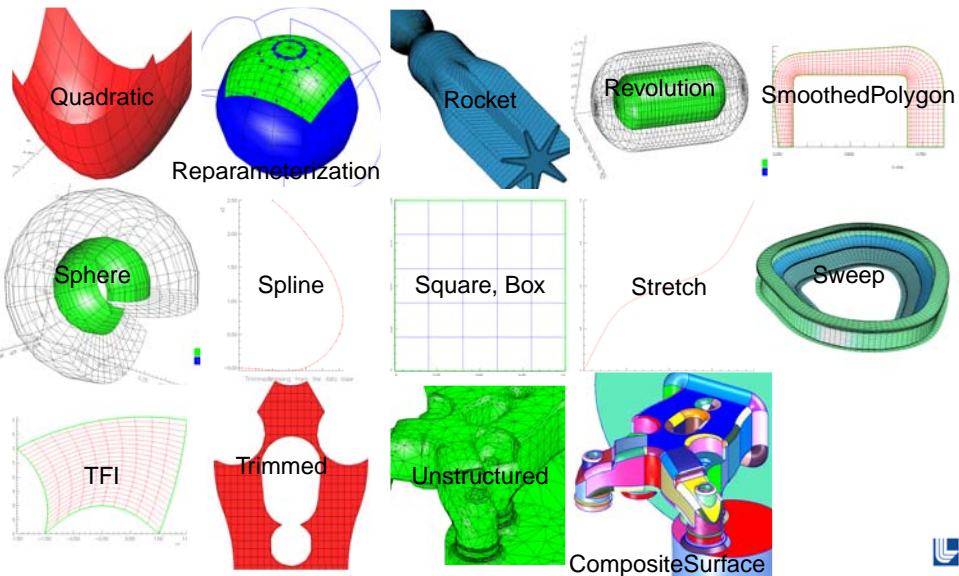 Quadratic
Reparameterization
Rocket
Revolution
SmoothedPolygon
Sphere
Spline
Square, Box
Stretch
Sweep
TFI
Trimmed
Unstructured
CompositeSurface